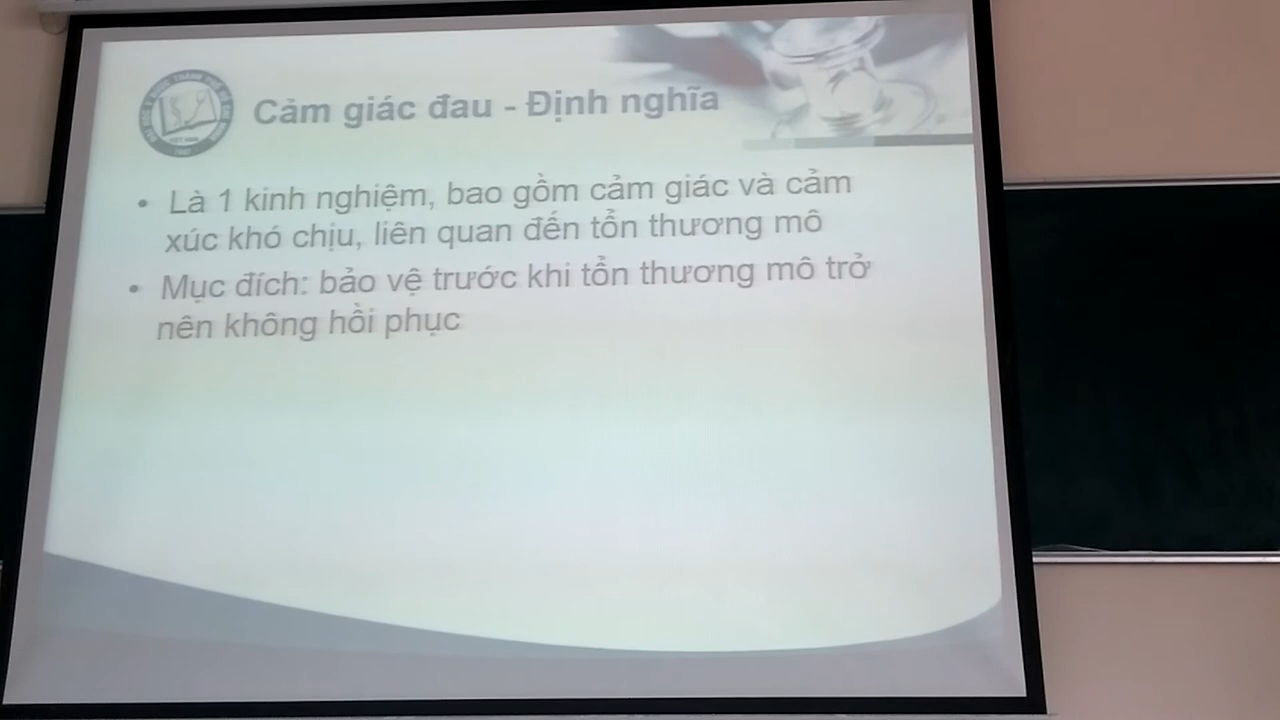 Cảm giác đau - Định nghĩa
• Là 1 kinh nghiệm, bao gồm cảm giác và cảm
xúc khó chịu, liên quan đến tổn thương mô
• Mục đích: bảo vệ trước khi tổn thương mô trở
nên không hồi phục